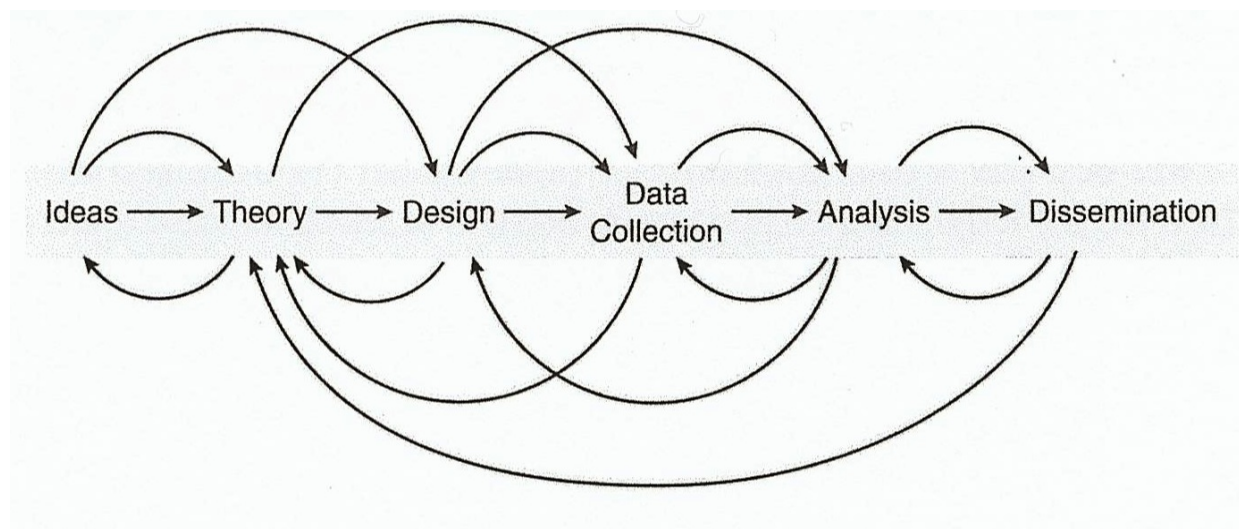 Ideas
Theory
Design
Data
Collection
Analysis
Dissemination